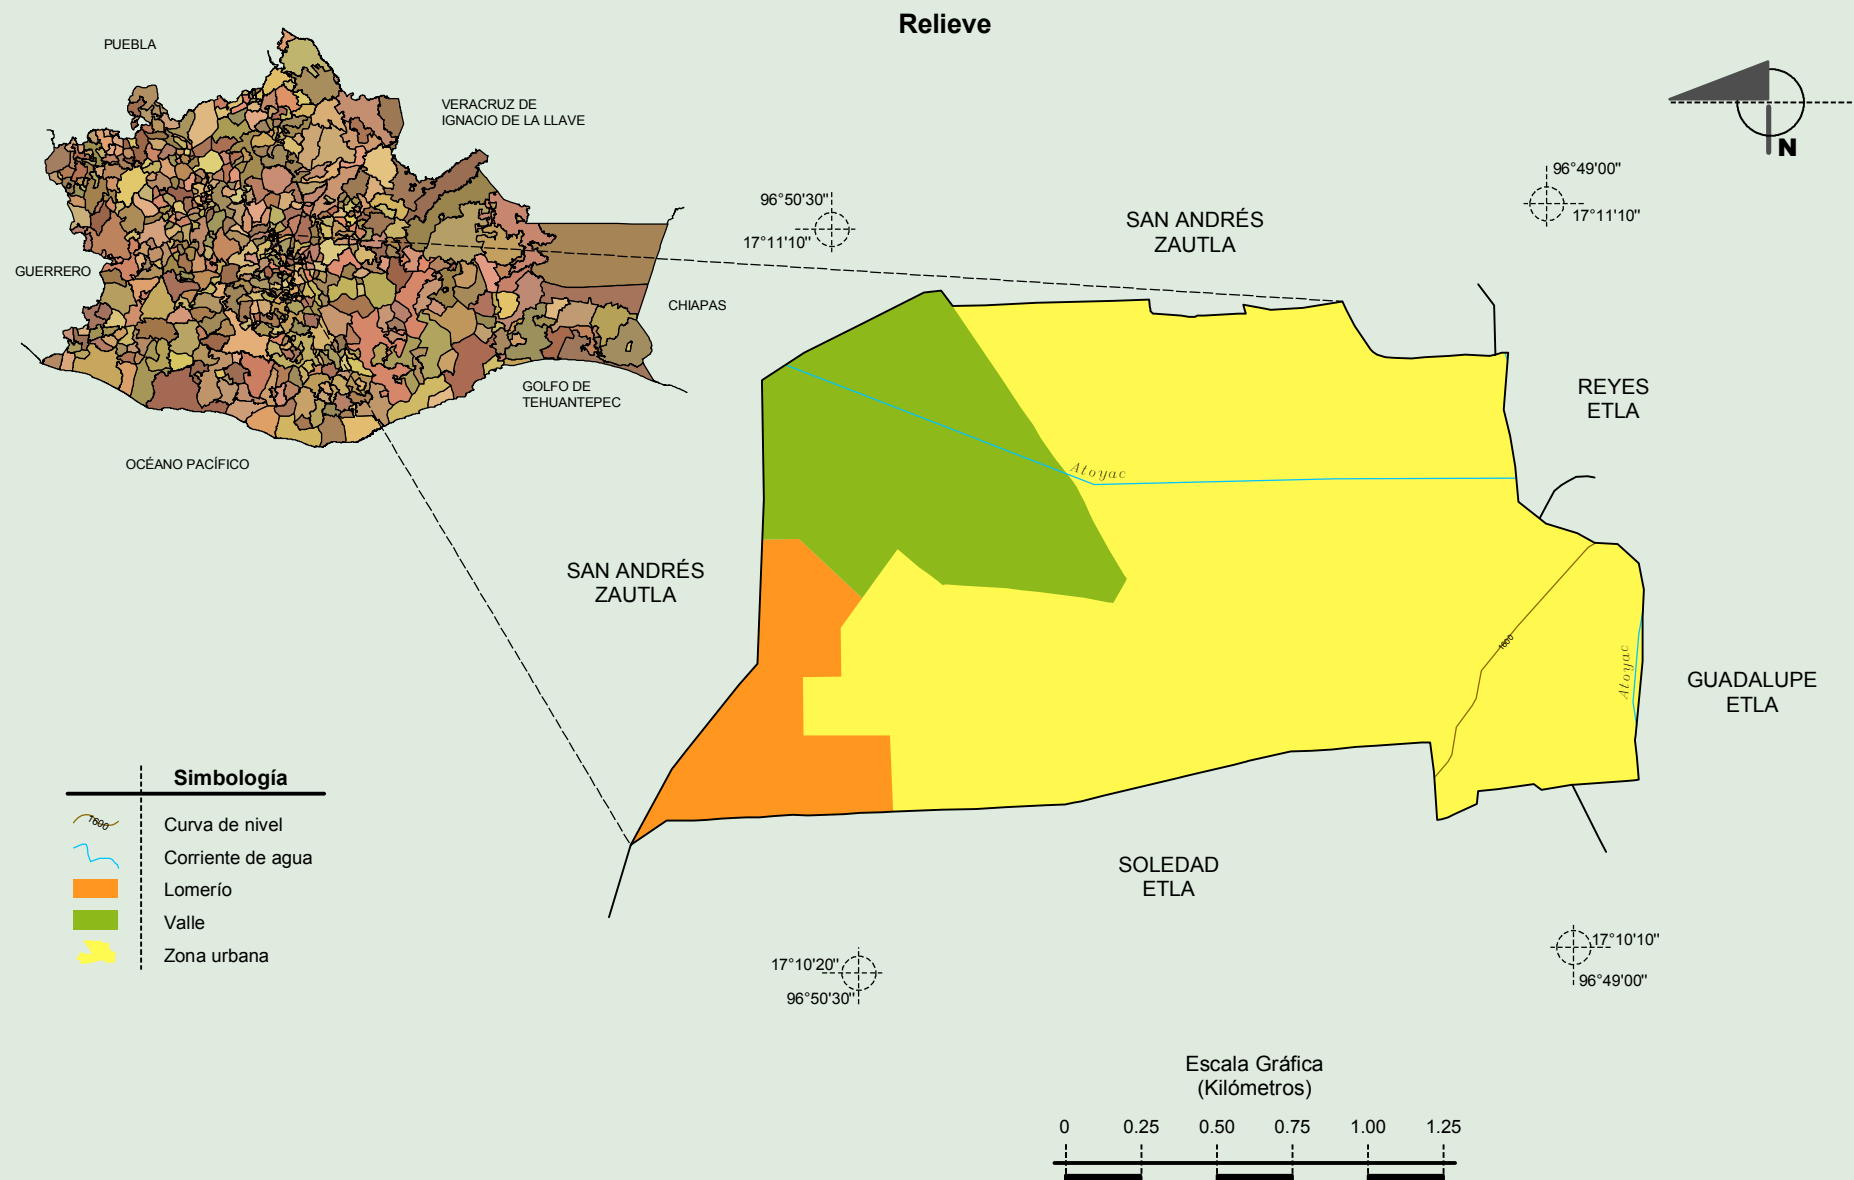 Relieve
PUEBLA
VERACRUZ DE
IGNACIO DE LA LLAVE
GUERRERO
CHIAPAS
GOLFO DE
TEHUANTEPEC
OCÉANO PACÍFICO
N
96°50'30"
17°11'10"
96°49'00"
17°11'10"
SAN ANDRÉS
ZAUTLA
REYES
ETLA
Atoyac
SAN ANDRÉS
ZAUTLA
1600
Atoyac
GUADALUPE
ETLA
SOLEDAD
ETLA
Simbología
1600
Curva de nivel
Corriente de agua
Lomerío
Valle
Zona urbana
17°10'20"
96°50'30"
17°10'10"
96°49'00"
Escala Gráfica
(Kilómetros)
0 0.25 0.50 0.75 1.00 1.25